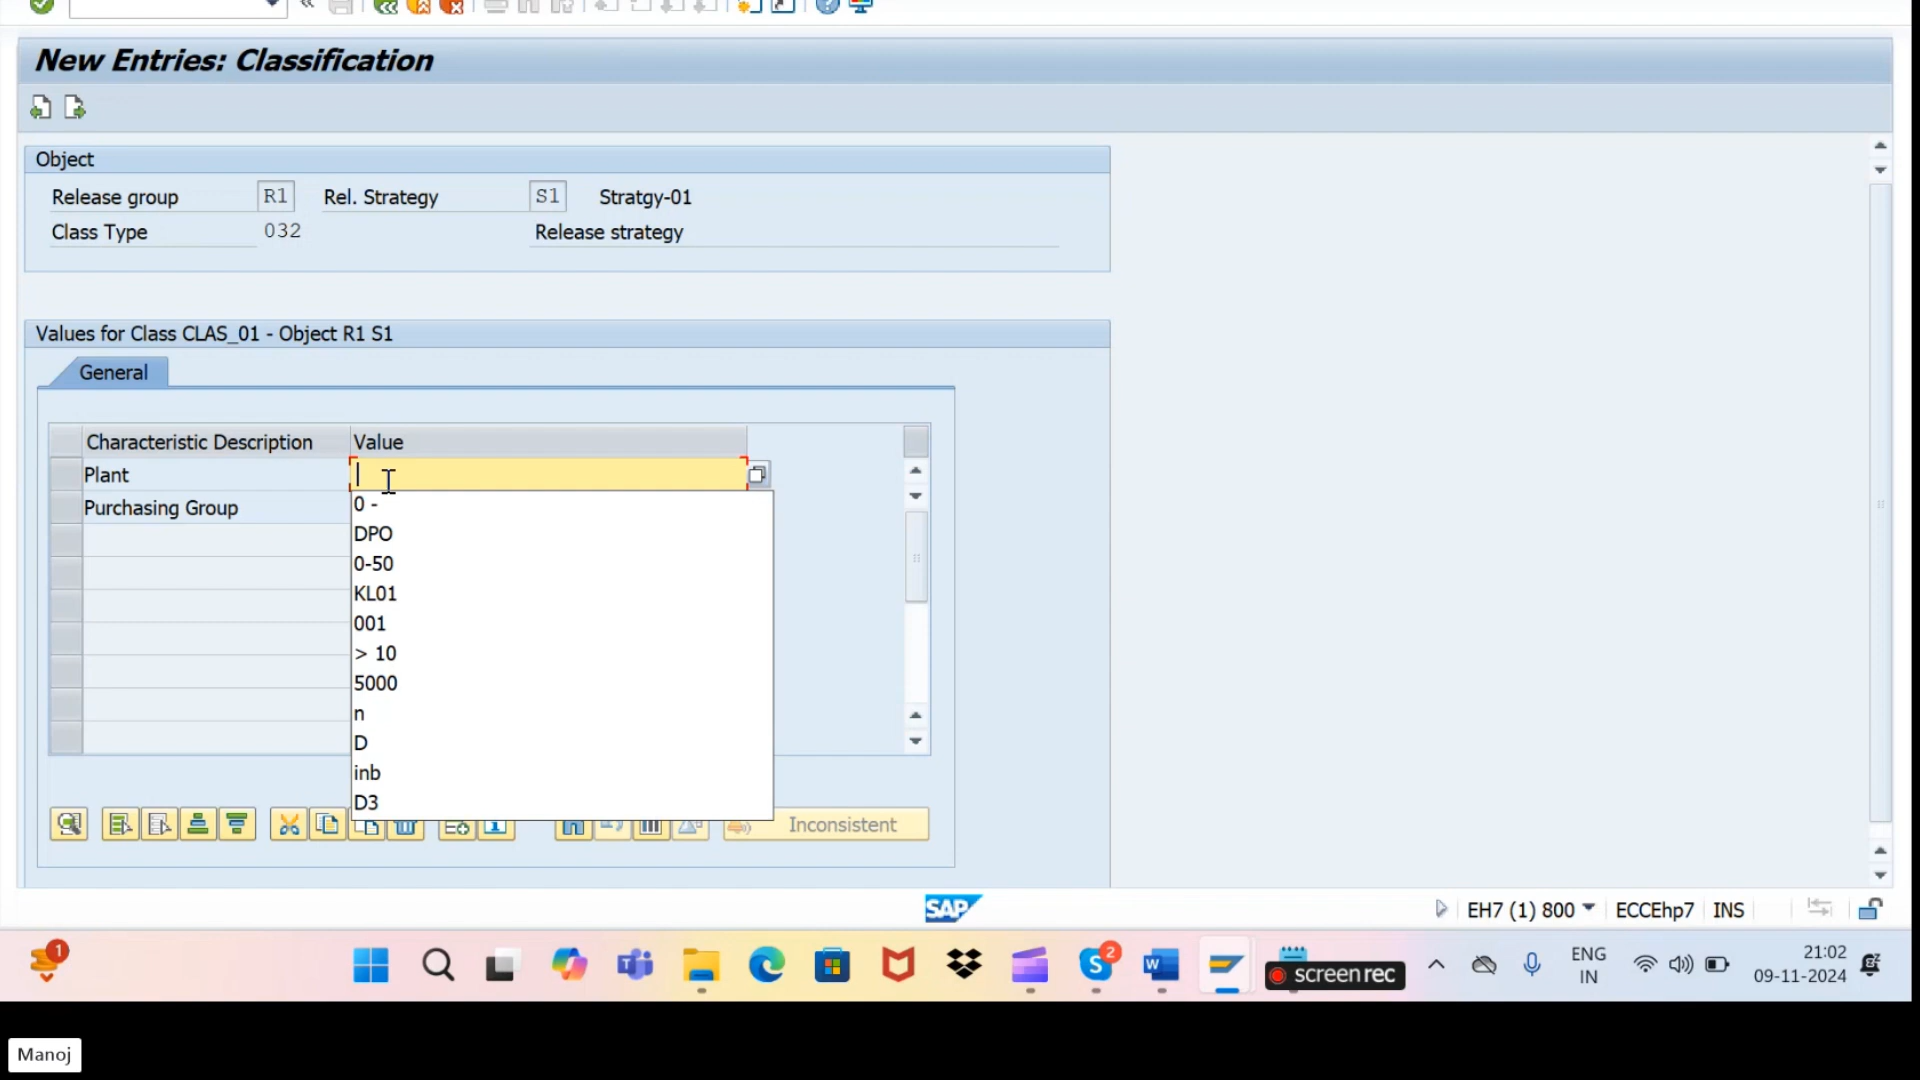 New Entries: Classification
Object
Release group R1 Rel. Strategy S1 Stratgy-01
Class Type 032 Release strategy
Values for Class CLAS_01 - Object R1 S1
General
Characteristic Description Value
Plant
Purchasing Group
0 -
DPO
0-50
KL01
001
> 10
5000
n
D
inb
D3
Inconsistent
SAP
EH7 (1) 800 ECCEhp7 INS
1
2
screenrec
ENG
IN
21:02
09-11-2024
Manoj